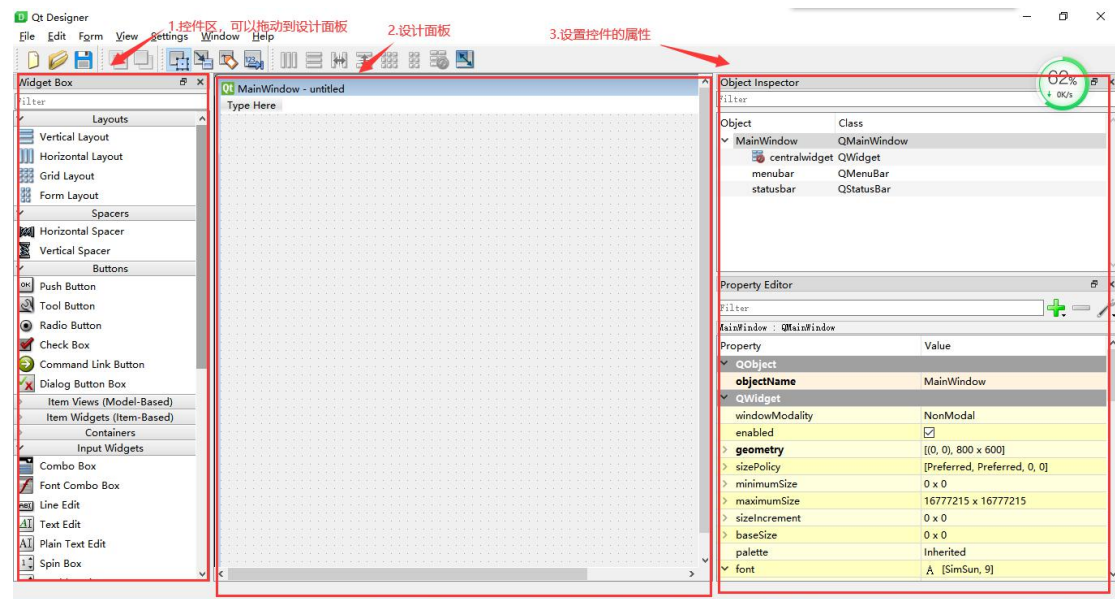 Qt Designer
1.控件区，可以拖动到设计面板
2.设计面板
3.设置控件的属性
File Edit Form View Settings Window Help
Widget Box
Filter
Layouts
Vertical Layout
Horizontal Layout
Grid Layout
Form Layout
Spacers
Horizontal Spacer
Vertical Spacer
Buttons
Push Button
Tool Button
Radio Button
Check Box
Command Link Button
Dialog Button Box
Item Views (Model-Based)
Item Widgets (Item-Based)
Containers
Input Widgets
Combo Box
Font Combo Box
Line Edit
Text Edit
Plain Text Edit
Spin Box
MainWindow - untitled
Type Here
Object Inspector
62%
0K/s
Filter
Object Class
MainWindow QMainWindow
centralwidget QWidget
menubar QMenuBar
statusbar QStatusBar
Property Editor
Filter
MainWindow : QMainWindow
Property Value
QObject
objectName MainWindow
QWidget
windowModality NonModal
enabled
geometry [(0, 0), 800 x 600]
sizePolicy [Preferred, Preferred, 0, 0]
minimumSize 0 x 0
maximumSize 16777215 x 16777215
sizeIncrement 0 x 0
baseSize 0 x 0
palette Inherited
font A [SimSun, 9]